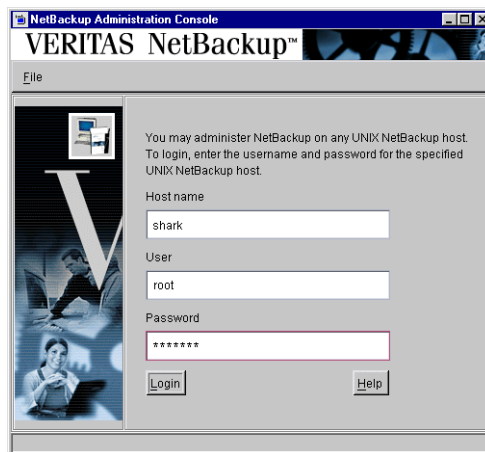 NetBackup Administration Console
VERITAS NetBackup™
File
You may administer NetBackup on any UNIX NetBackup host.
To login, enter the username and password for the specified
UNIX NetBackup host.
Host name
shark
User
root
Password
*******
Login Help